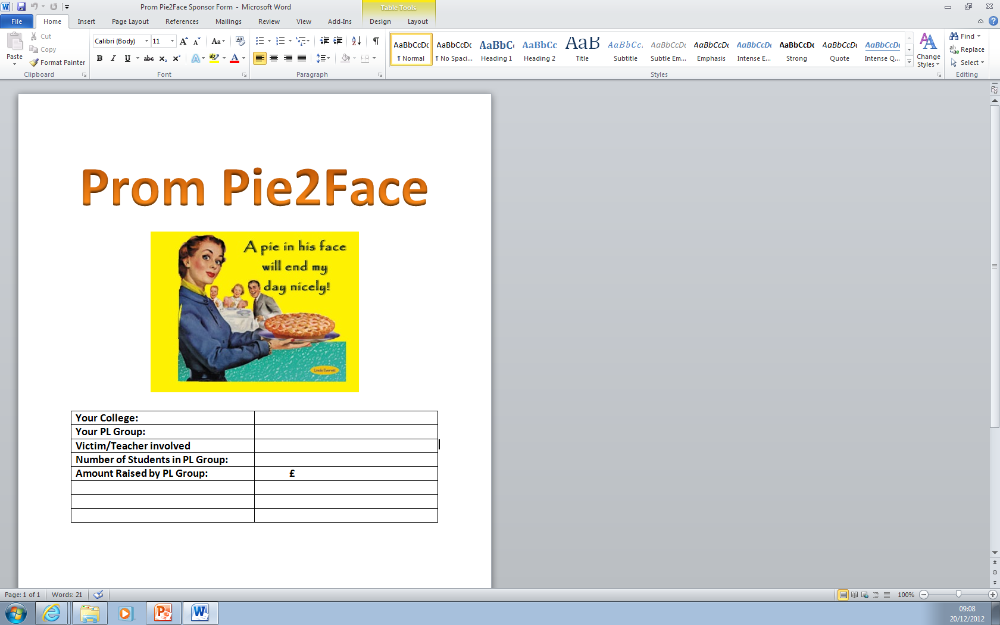 Prom Pie2Face Sponsor Form - Microsoft Word
Table Tools
File Home Insert Page Layout References Mailings Review View Add-Ins Design Layout
Paste
Cut
Copy
Format Painter
Clipboard
Calibri (Body) 11
Font
Paragraph
AaBbCcDc AaBbCcDc AaBbCc AaBbCc AaB AaBbCc. AaBbCcDc AaBbCcDc AaBbCcDc AaBbCcDc AaBbCcDc AaBbCcDc
¶ Normal ¶ No Spaci... Heading 1 Heading 2 Title Subtitle Subtle Em... Emphasis Intense E... Strong Quote Intense Q...
Styles
Change Styles
Find
Replace
Select
Editing
Prom Pie2Face
A pie in his face
will end my
day nicely!
Your College:
Your PL Group:
Victim/Teacher involved
Number of Students in PL Group:
Amount Raised by PL Group: £
Page: 1 of 1 Words: 21
100%
09:08
20/12/2012